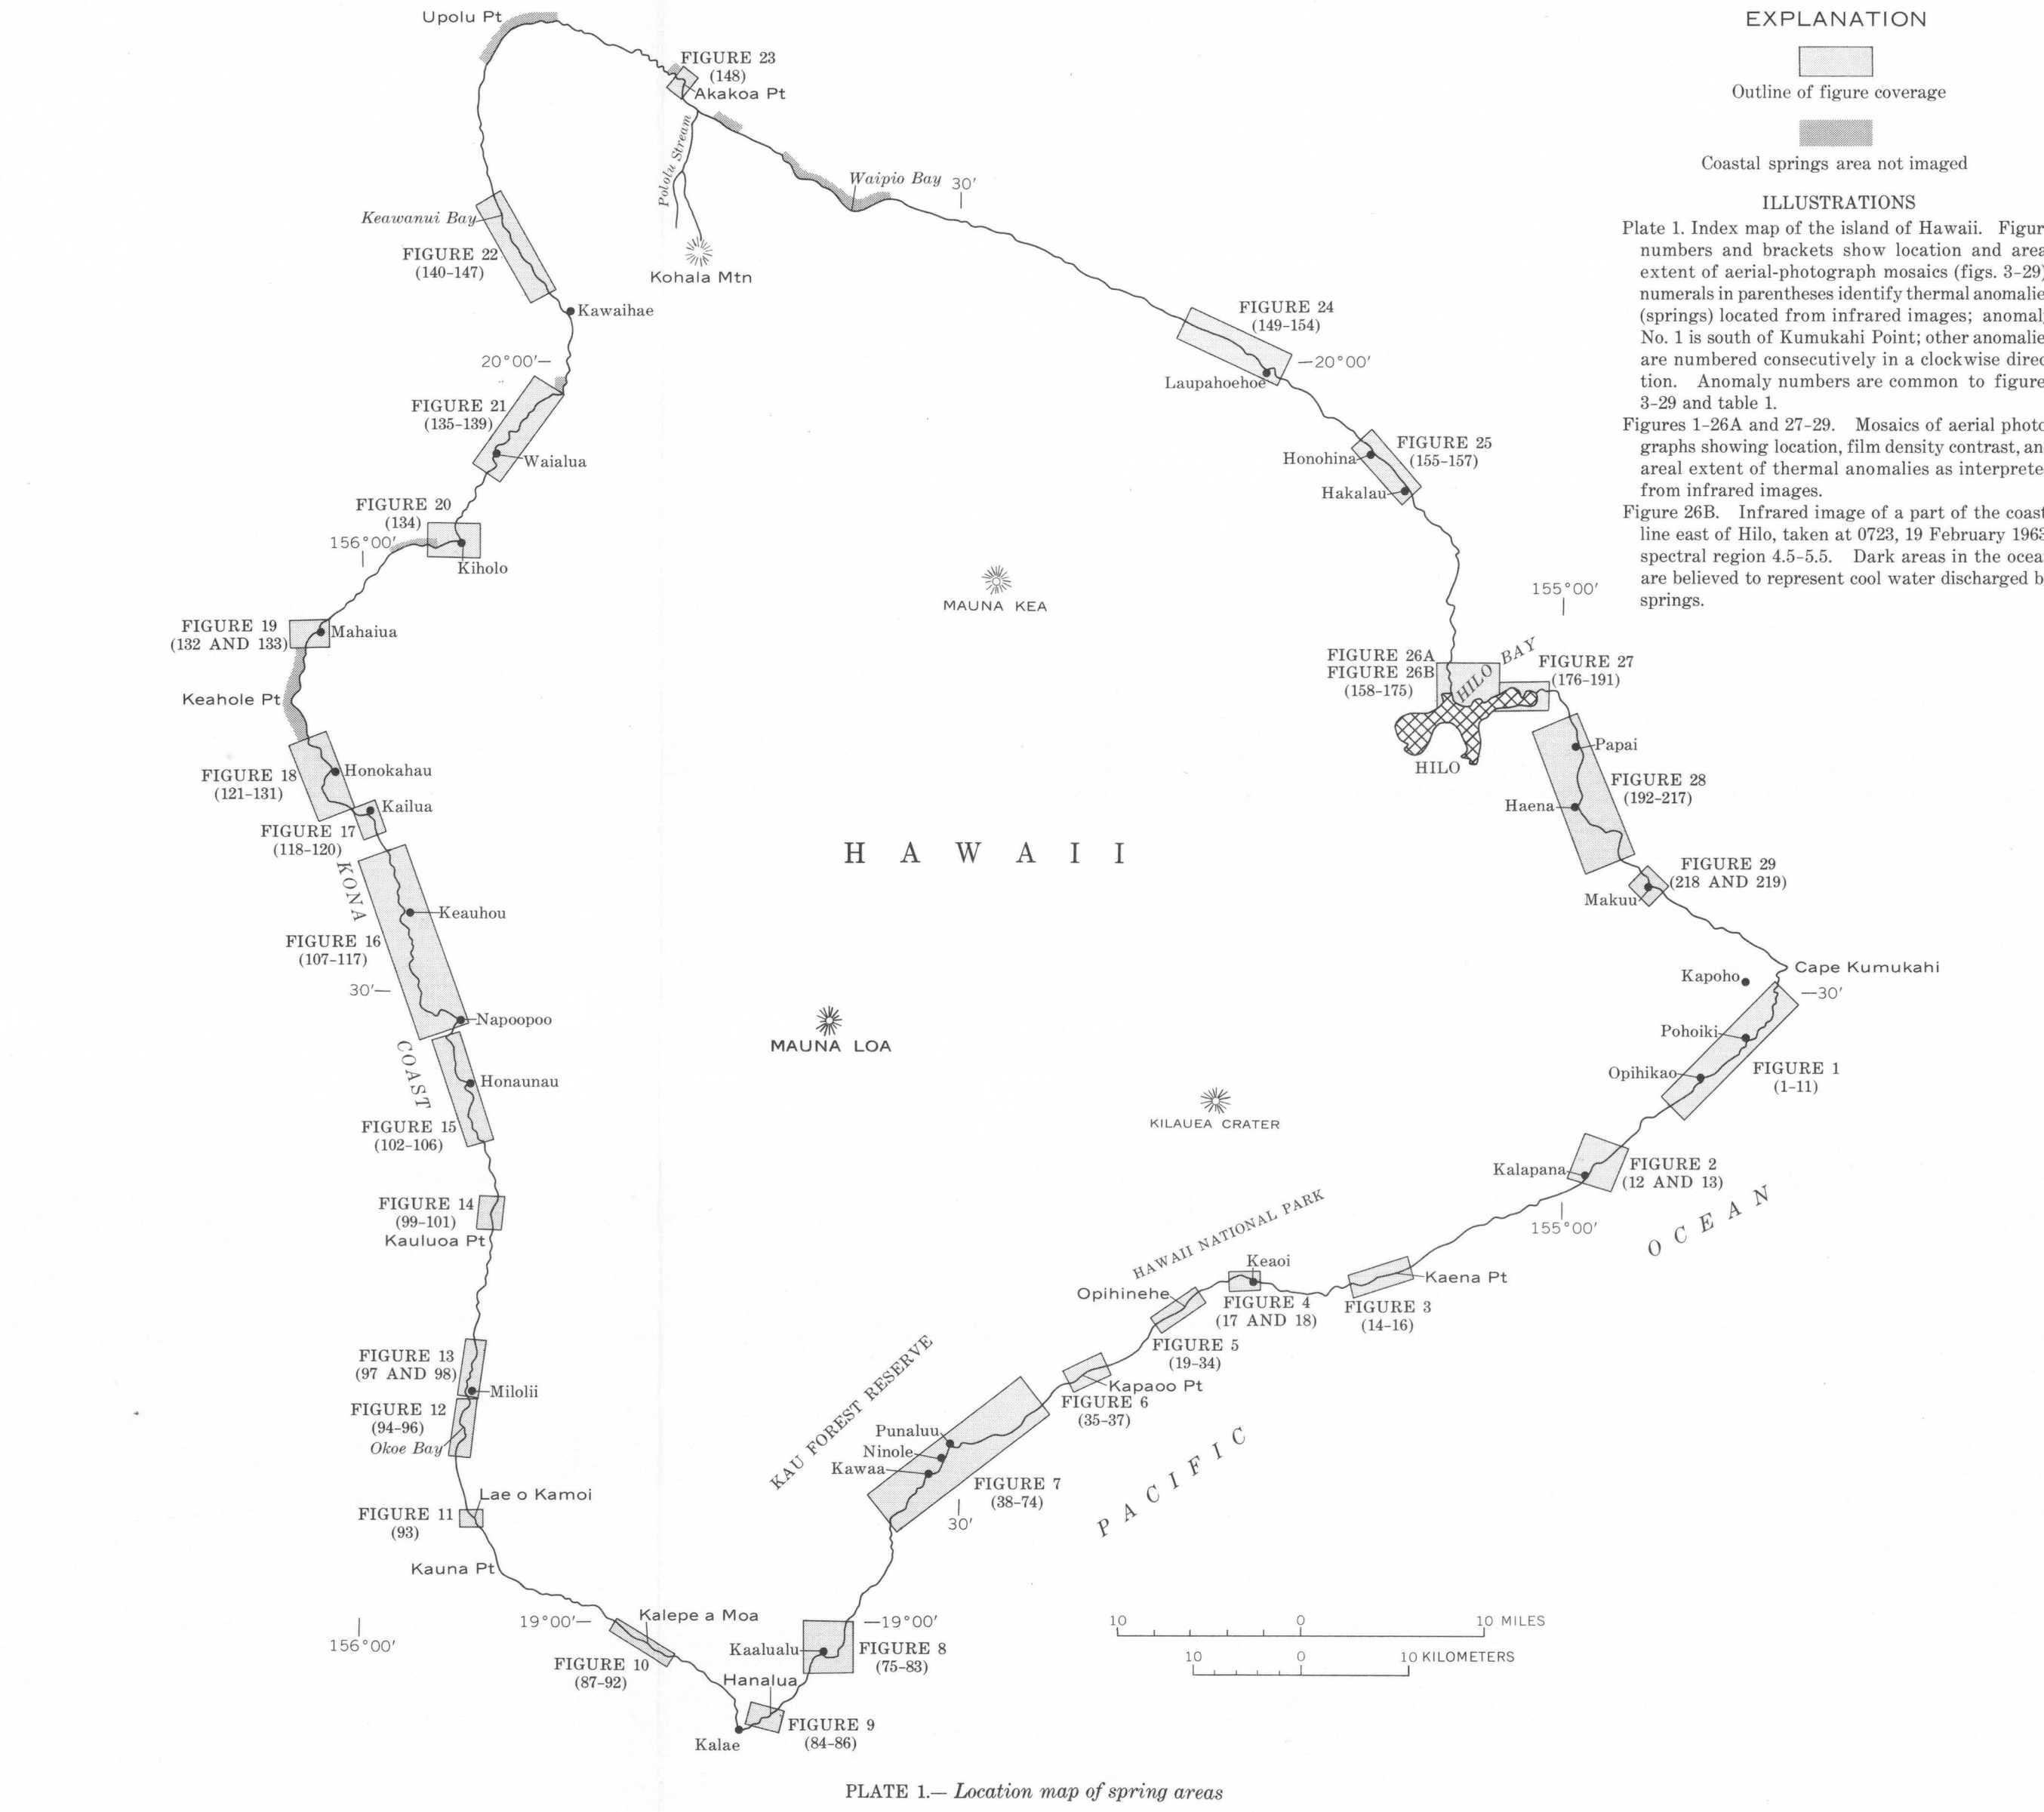 EXPLANATION
Outline of figure coverage
Coastal springs area not imaged
ILLUSTRATIONS
Plate 1. Index map of the island of Hawaii. Figur
numbers and brackets show location and area
extent of aerial-photograph mosaics (figs. 3-29)
numerals in parentheses identify thermal anomalie
(springs) located from infrared images; anomal
No. 1 is south of Kumukahi Point; other anomalie
are numbered consecutively in a clockwise direc
tion. Anomaly numbers are common to figure
3-29 and table 1.
Figures 1-26A and 27-29. Mosaics of aerial photo
graphs showing location, film density contrast, an
areal extent of thermal anomalies as interprete
from infrared images.
Figure 26B. Infrared image of a part of the coast
line east of Hilo, taken at 0723, 19 February 1963
spectral region 4.5-5.5. Dark areas in the ocea
are believed to represent cool water discharged b
springs.
Upolu Pt
FIGURE 23
(148)
Akakoa Pt
Pololu Stream
Waipio Bay
30′
Keawanui Bay
FIGURE 22
(140-147)
Kohala Mtn
Kawaihae
FIGURE 24
(149-154)
20°00′
20°00′
Laupahoehoe
FIGURE 21
(135-139)
Waialua
FIGURE 25
(155-157)
Honohina
Hakalau
FIGURE 20
(134)
156°00′
Kiholo
MAUNA KEA
155°00′
FIGURE 19
(132 AND 133)
Mahaiua
FIGURE 26A
FIGURE 26B
(158-175)
HILO BAY
FIGURE 27
(176-191)
Keahole Pt
Papai
HILO
FIGURE 18
(121-131)
Honokahau
FIGURE 28
(192-217)
Haena
Kailua
FIGURE 17
(118-120)
HAWAII
FIGURE 29
(218 AND 219)
Makuu
KONA
Keauhou
FIGURE 16
(107-117)
30′
Kapoho
Cape Kumukahi
30′
Napoopoo
MAUNA LOA
Pohoiki
COAST
Honaunau
Opihikao
FIGURE 1
(1-11)
KILAUEA CRATER
FIGURE 15
(102-106)
Kalapana
FIGURE 2
(12 AND 13)
FIGURE 14
(99-101)
Kauluoa Pt
HAWAII NATIONAL PARK
155°00′
OCEAN
Keaoi
Kaena Pt
Opihinehe
FIGURE 4
(17 AND 18)
FIGURE 3
(14-16)
FIGURE 5
(19-34)
FIGURE 13
(97 AND 98)
Milolii
KAU FOREST RESERVE
Kapaoo Pt
FIGURE 6
(35-37)
FIGURE 12
(94-96)
Okoe Bay
Punaluu
Ninole
Kawaa
PACIFIC
FIGURE 7
(38-74)
30′
Lae o Kamoi
FIGURE 11
(93)
Kauna Pt
19°00′
Kalepe a Moa
19°00′
156°00′
Kaalualu
FIGURE 8
(75-83)
FIGURE 10
(87-92)
Hanalua
FIGURE 9
(84-86)
Kalae
10 0 10 MILES
10 0 10 KILOMETERS
PLATE 1.— Location map of spring areas